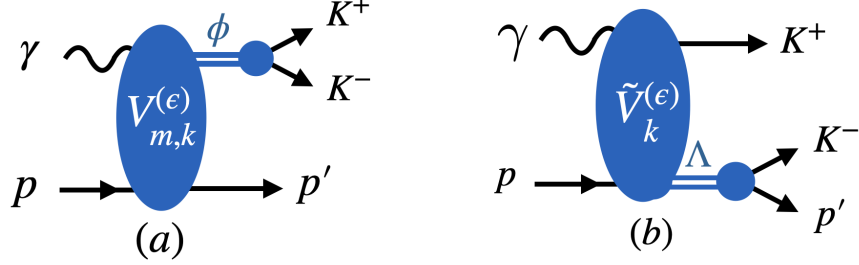 γ φ K⁺
K⁻
V_{m,k}^{(ϵ)}
p p′
(a)
γ K⁺
Ṽ_k^{(ϵ)}
Λ K⁻
p p′
(b)